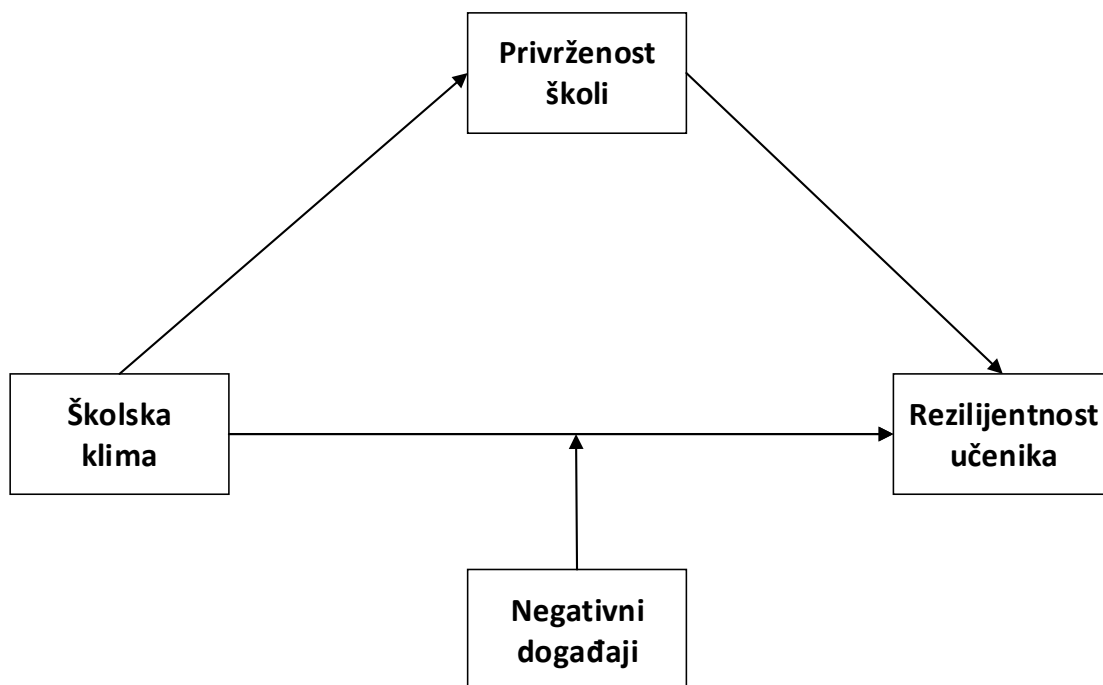 Privrženost
školi
Školska
klima
Rezilijentnost
učenika
Negativni
događaji